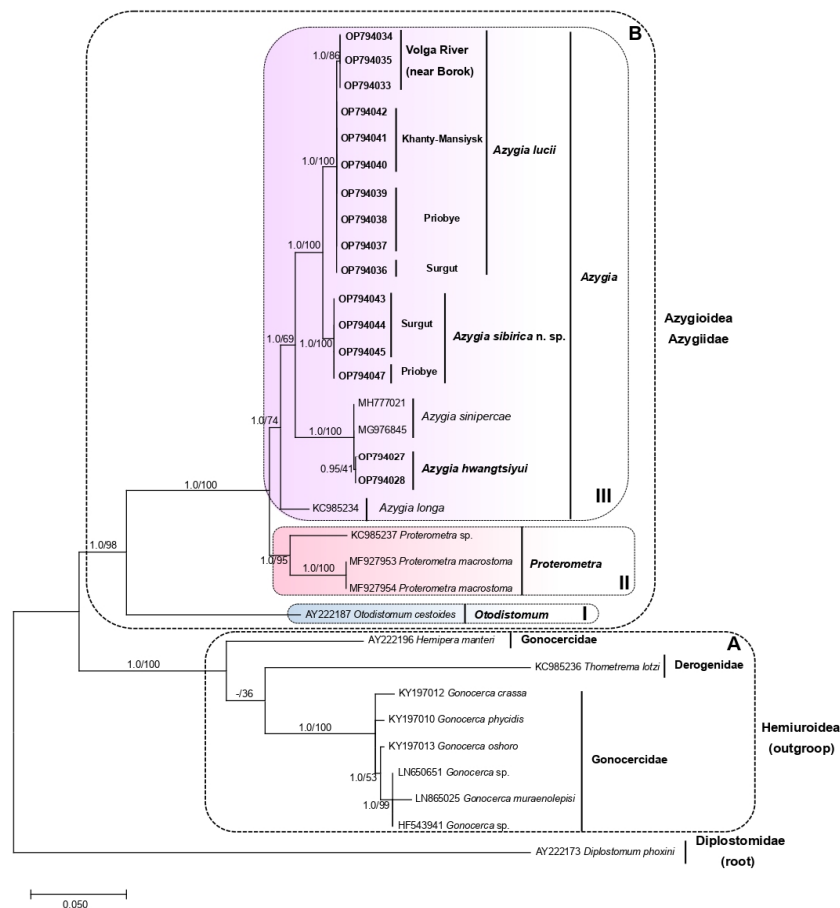 B
OP794034
1.0/86
OP794035
OP794033
Volga River
(near Borok)
OP794042
OP794041
OP794040
Khanty-Mansiysk
1.0/100
Azygia lucii
OP794039
OP794038
OP794037
Priobye
OP794036
Surgut
1.0/100
Azygia
OP794043
OP794044
OP794045
Surgut
1.0/100
Azygia sibirica n. sp.
OP794047
Priobye
1.0/69
Azygioidea
Azygiidae
MH777021
MG976845
Azygia sinipercae
1.0/74
1.0/100
OP794027
0.95/41
OP794028
Azygia hwangtsiyui
III
KC985234
Azygia longa
1.0/100
KC985237 Proterometra sp.
1.0/95
MF927953 Proterometra macrostoma
1.0/100
MF927954 Proterometra macrostoma
Proterometra
II
1.0/98
AY222187 Otodistomum cestoides
Otodistomum
I
A
AY222196 Hemipera manteri
Gonocercidae
1.0/100
KC985236 Thometrema lotzi
Derogenidae
-/36
KY197012 Gonocerca crassa
1.0/100
KY197010 Gonocerca phycidis
KY197013 Gonocerca oshoro
1.0/53
LN650651 Gonocerca sp.
LN865025 Gonocerca muraenolepisi
1.0/99
HF543941 Gonocerca sp.
Gonocercidae
Hemiuroidea
(outgroop)
AY222173 Diplostomum phoxini
Diplostomidae
(root)
0.050